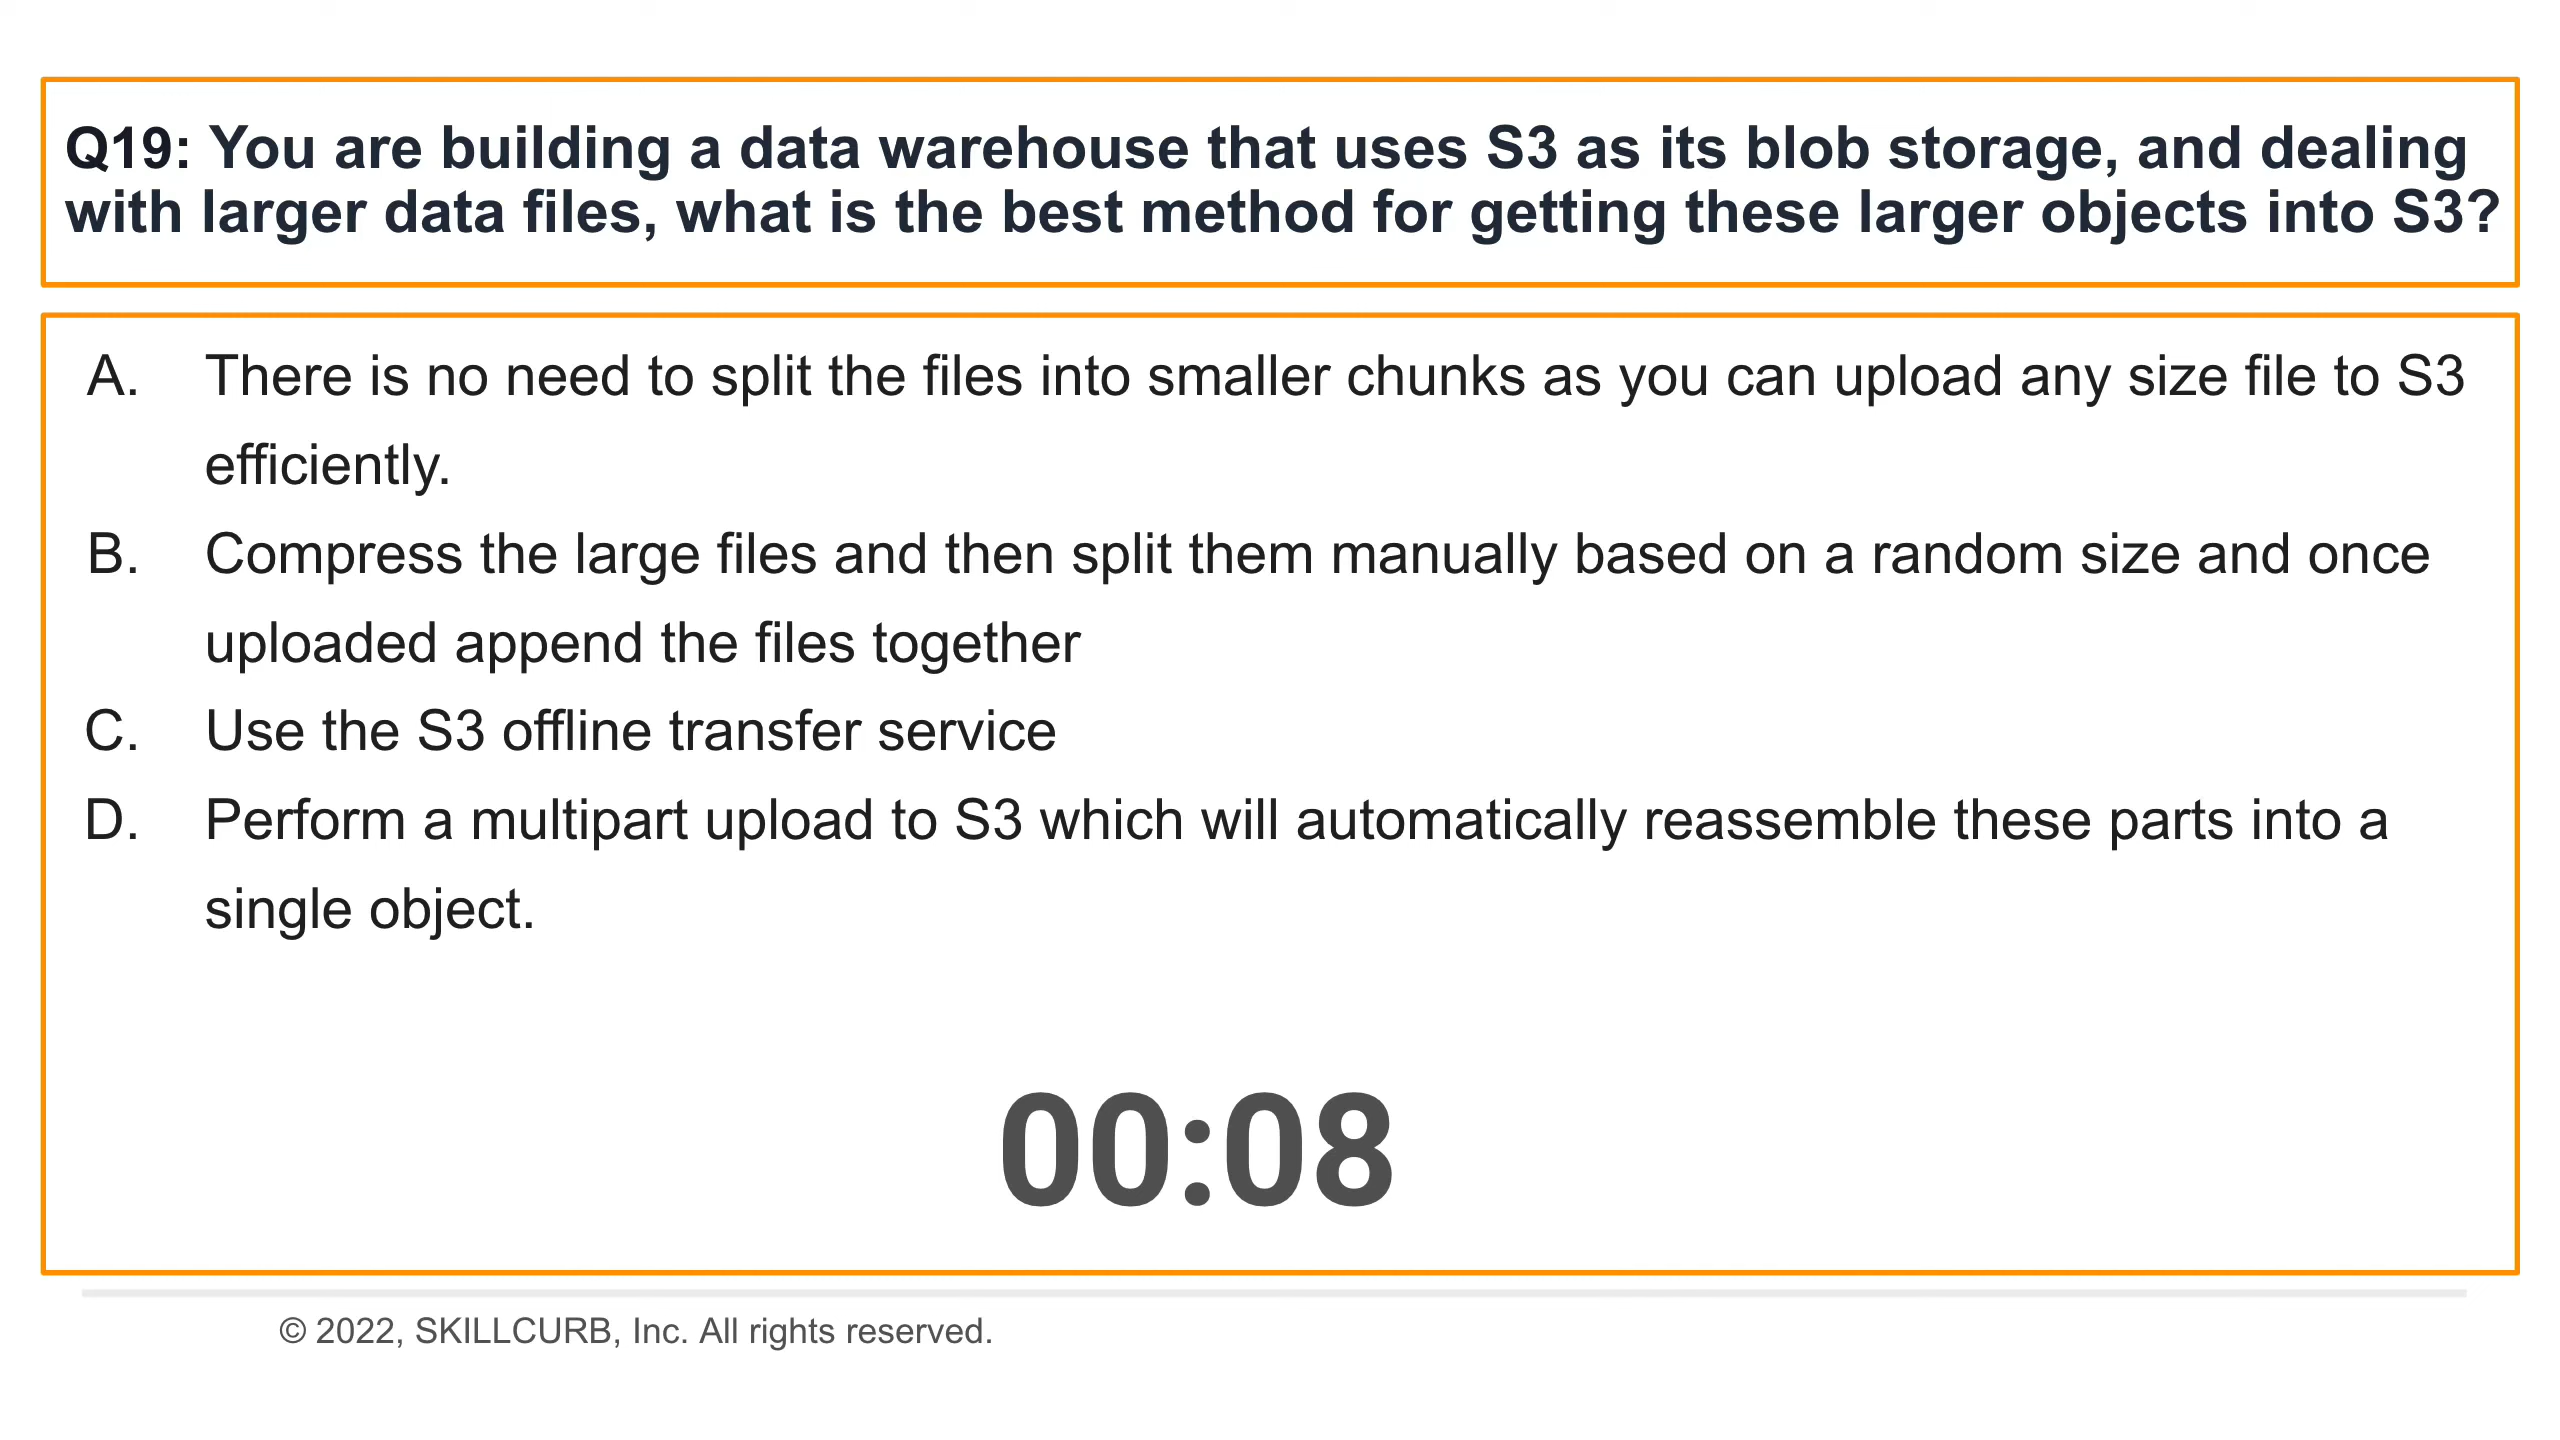 Q19: You are building a data warehouse that uses S3 as its blob storage, and dealing
with larger data files, what is the best method for getting these larger objects into S3?
A. There is no need to split the files into smaller chunks as you can upload any size file to S3
efficiently.
B. Compress the large files and then split them manually based on a random size and once
uploaded append the files together
C. Use the S3 offline transfer service
D. Perform a multipart upload to S3 which will automatically reassemble these parts into a
single object.
00:08
© 2022, SKILLCURB, Inc. All rights reserved.